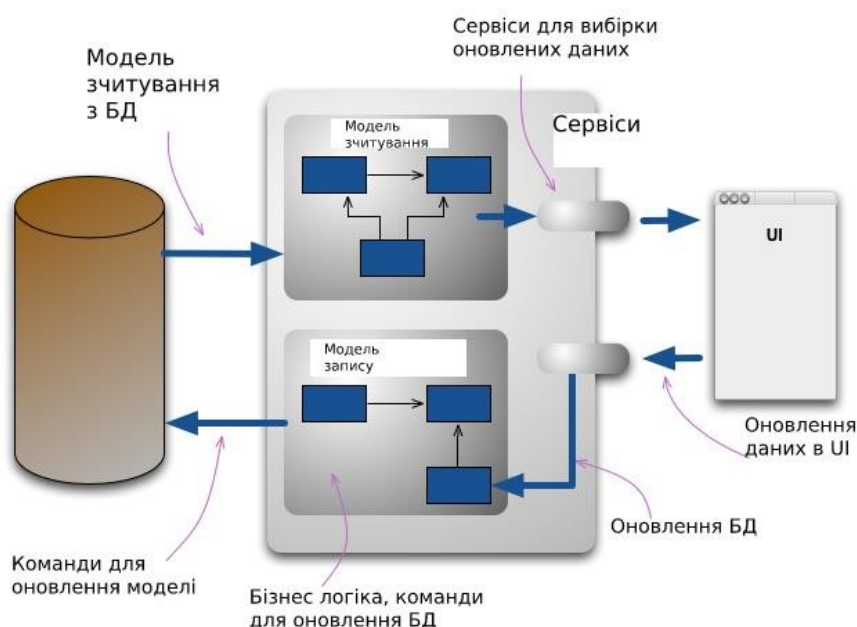 Сервіси для вибірки
оновлених даних
Модель
зчитування
з БД
Модель
зчитування
Сервіси
UI
Модель
запису
Оновлення
даних в UI
Оновлення БД
Команди для
оновлення моделі
Бізнес логіка, команди
для оновлення БД